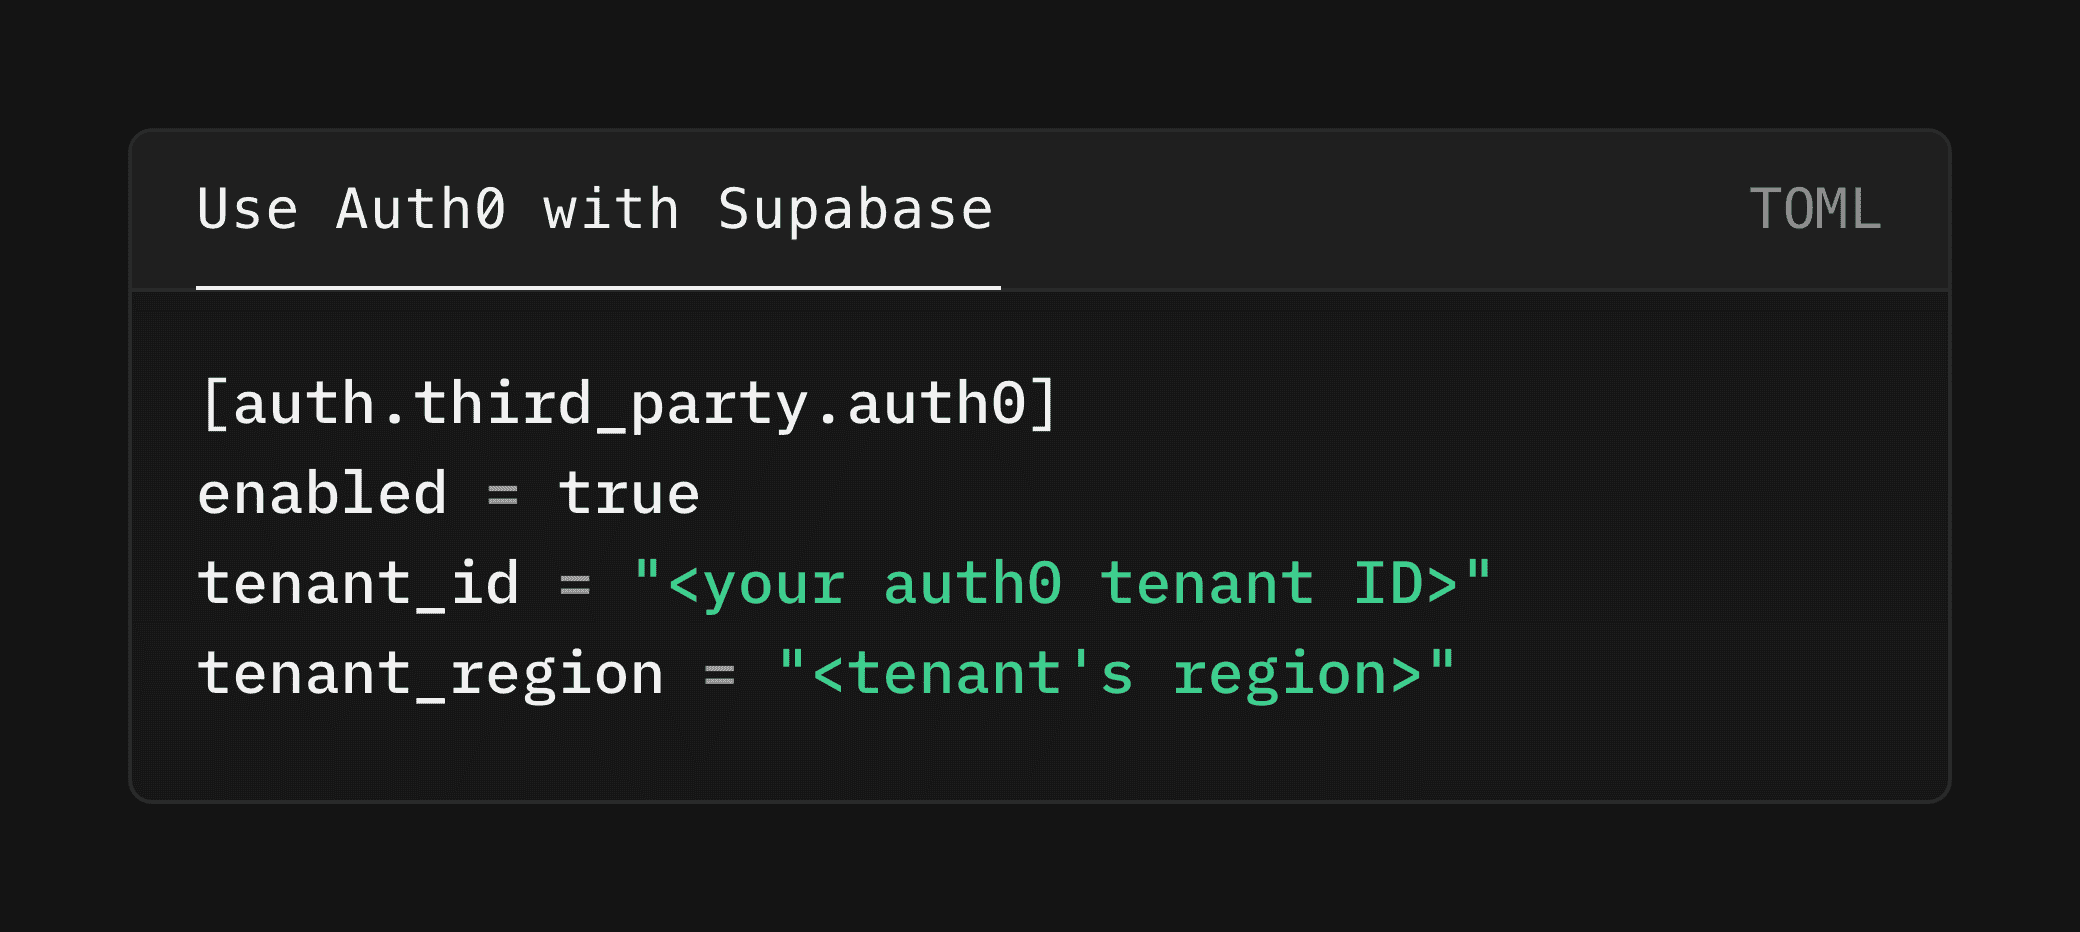 Use Auth0 with Supabase
TOML
[auth.third_party.auth0]
enabled = true
tenant_id = "<your auth0 tenant ID>"
tenant_region = "<tenant's region>"